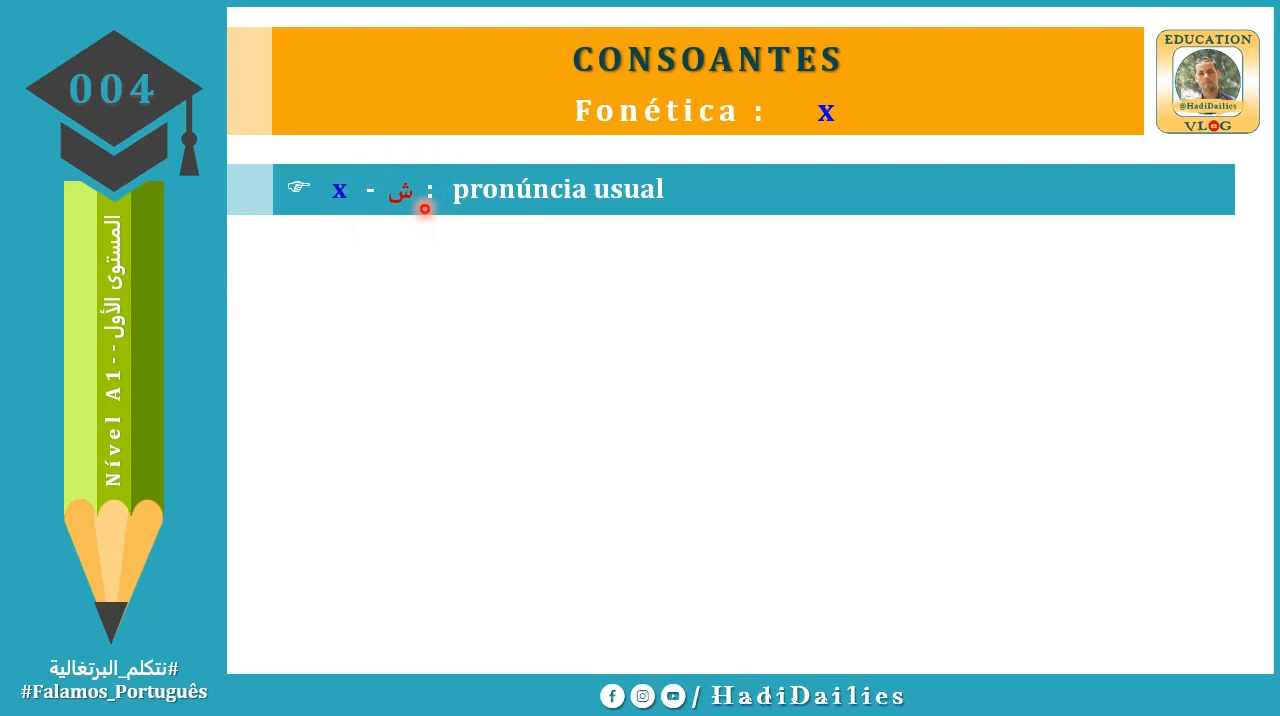 004
CONSOANTES
Fonética : x
EDUCATION
@HadiDailies
VLOG
☞ x - ش : pronúncia usual
Nível A1 - - المستوى الأول
#نتكلم_البرتغالية
#Falamos_Português
/ HadiDailies